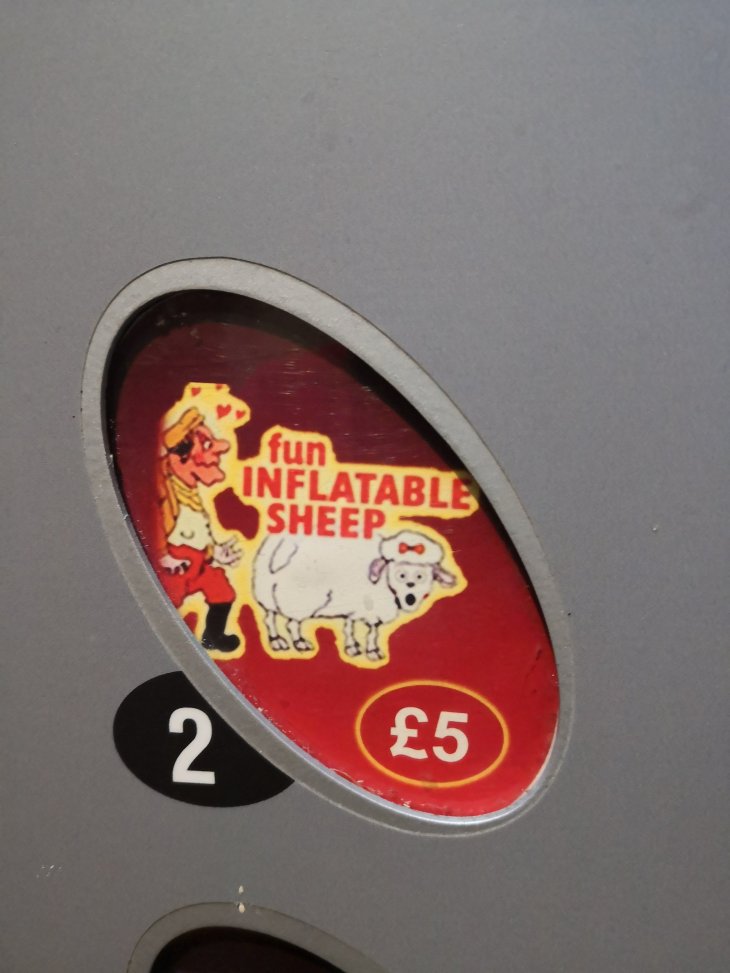 fun
INFLATABLE
SHEEP
£5
2